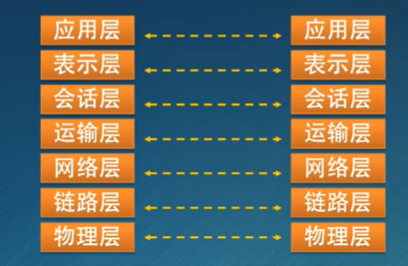 应用层 应用层
表示层 表示层
会话层 会话层
运输层 运输层
网络层 网络层
链路层 链路层
物理层 物理层